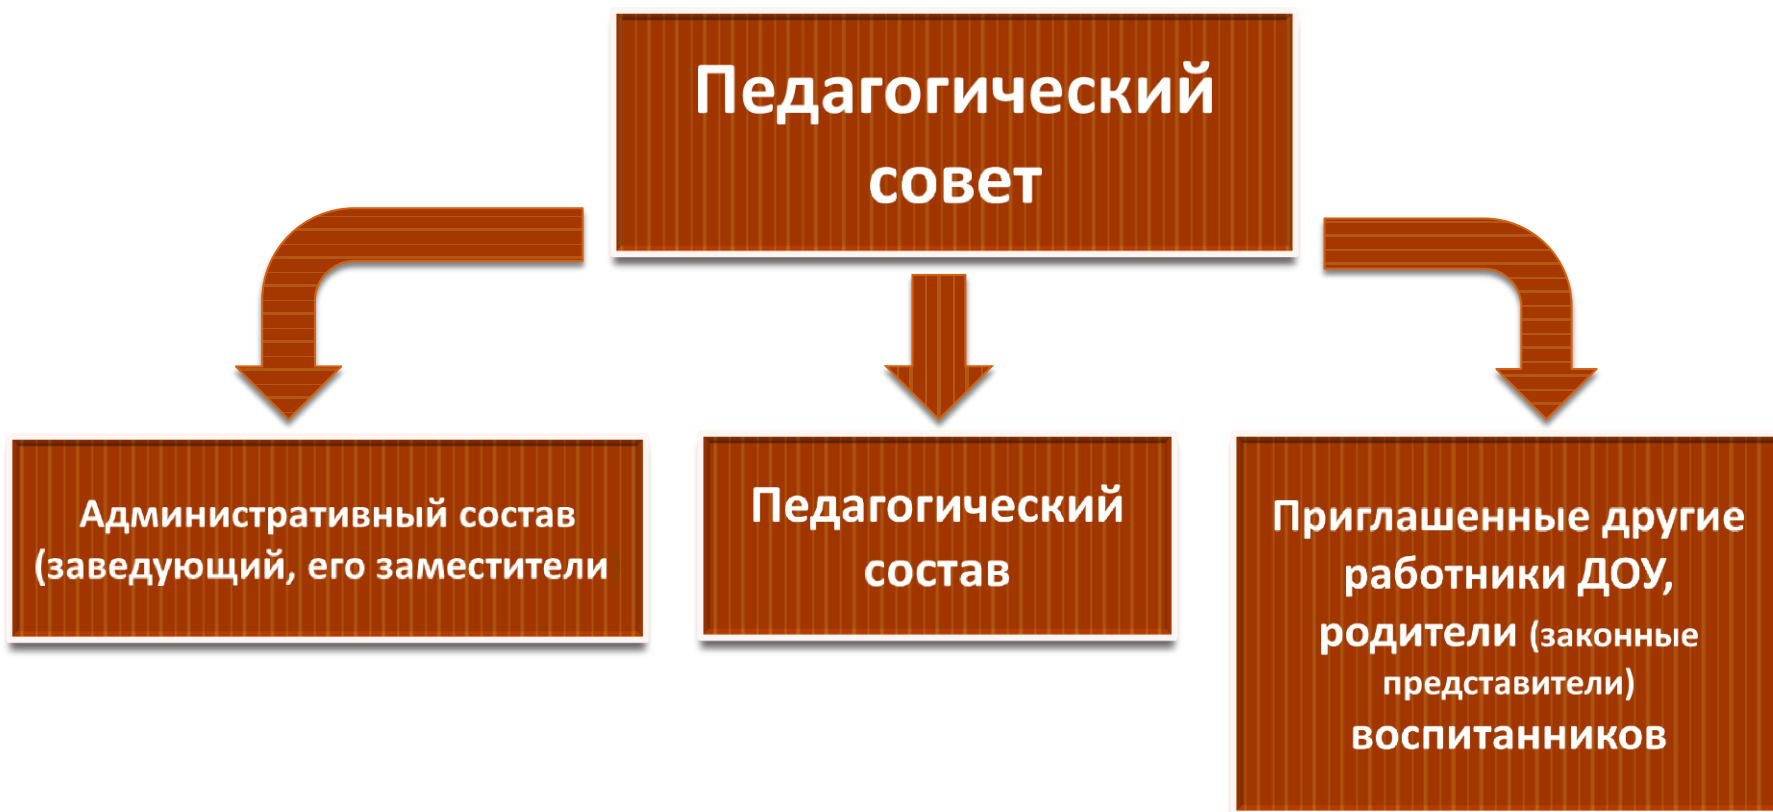 Педагогический
совет
Административный состав
(заведующий, его заместители
Педагогический
состав
Приглашенные другие
работники ДОУ,
родители (законные
представители)
воспитанников